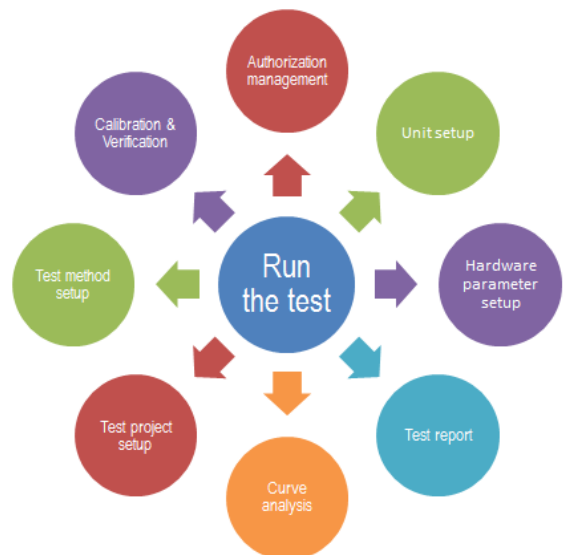 Authorization
management
Calibration &
Verification
Unit setup
Run
the test
Test method
setup
Hardware
parameter
setup
Test project
setup
Test report
Curve
analysis